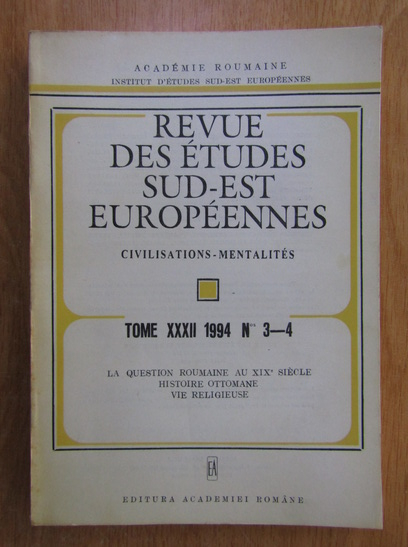 ACADÉMIE ROUMAINE
INSTITUT D'ÉTUDES SUD-EST EUROPÉENNES
REVUE
DES ÉTUDES
SUD-EST
EUROPÉENNES
CIVILISATIONS-MENTALITÉS
TOME XXXII 1994 Nos 3—4
LA QUESTION ROUMAINE AU XIXe SIÈCLE
HISTOIRE OTTOMANE
VIE RELIGIEUSE
EA
EDITURA ACADEMIEI ROMÂNE